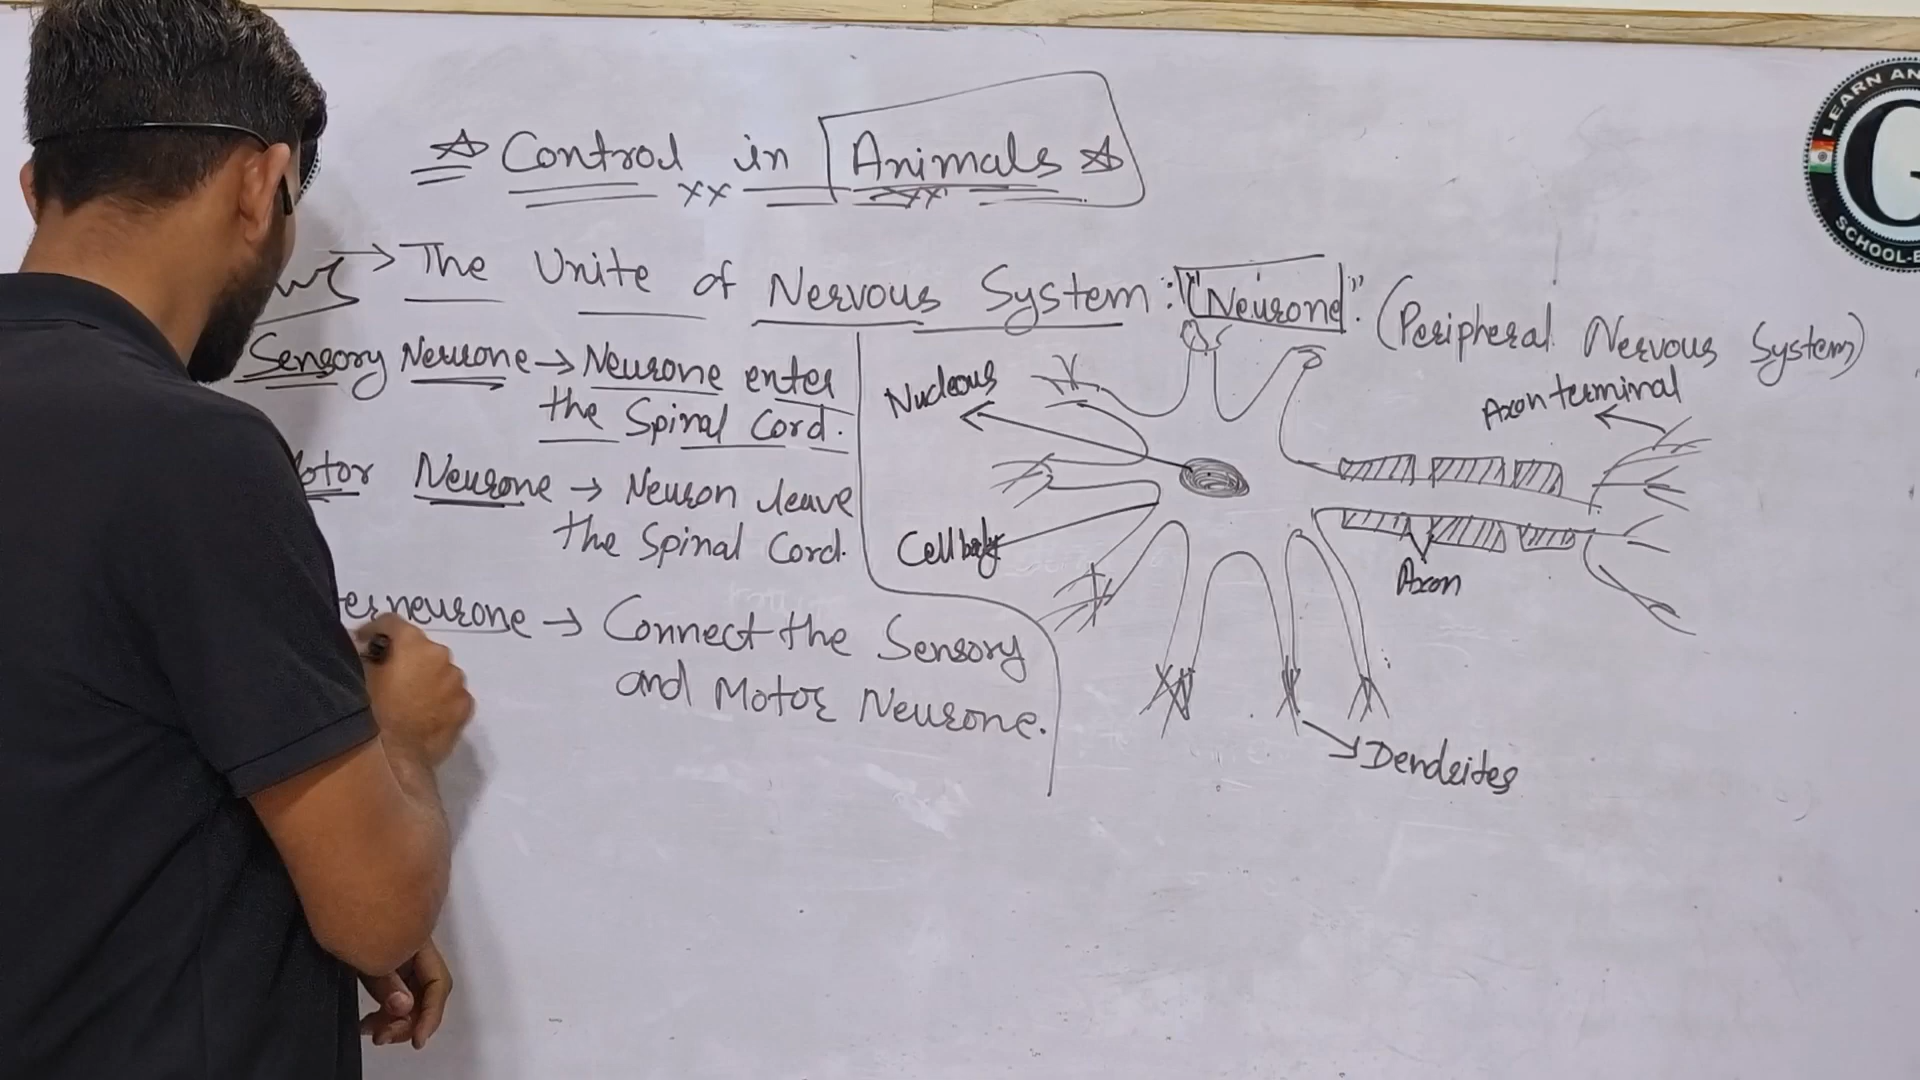 ☆ Control in Animals ☆
→ The Unite of Nervous System : "Neurone". (Peripheral Nervous System)
Sensory Neurone → Neurone enter
the Spinal Cord.
otor Neurone → Neuron leave
the Spinal Cord.
erneurone → Connect the Sensory
and Motor Neurone.
Nucleous
Cell body
Axon terminal
Axon
Dendrites
LEARN AN
G
SCHOOL-E